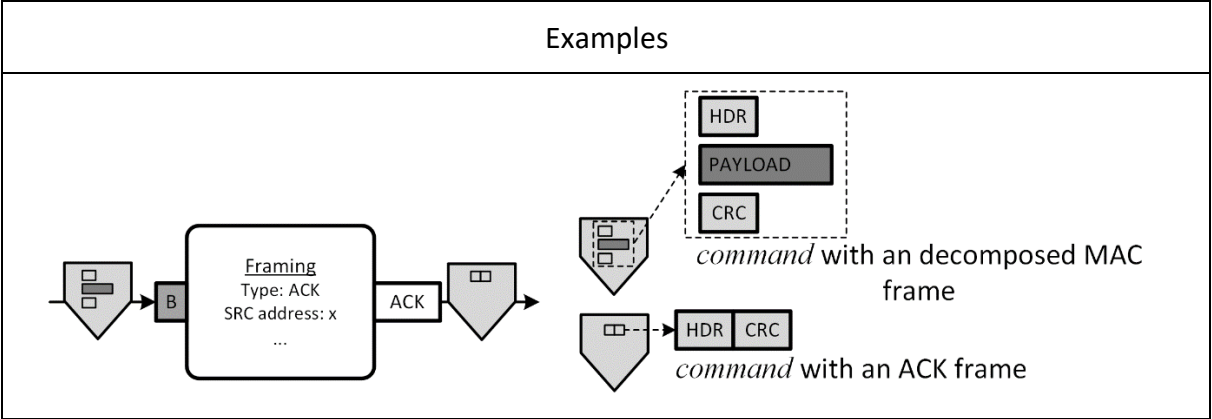 Examples
HDR
PAYLOAD
CRC
command with an decomposed MAC
frame
B
Framing
Type: ACK
SRC address: x
...
ACK
HDR CRC
command with an ACK frame